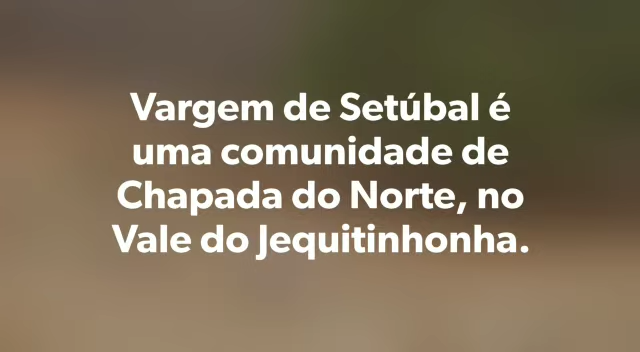 Vargem de Setúbal é
uma comunidade de
Chapada do Norte, no
Vale do Jequitinhonha.